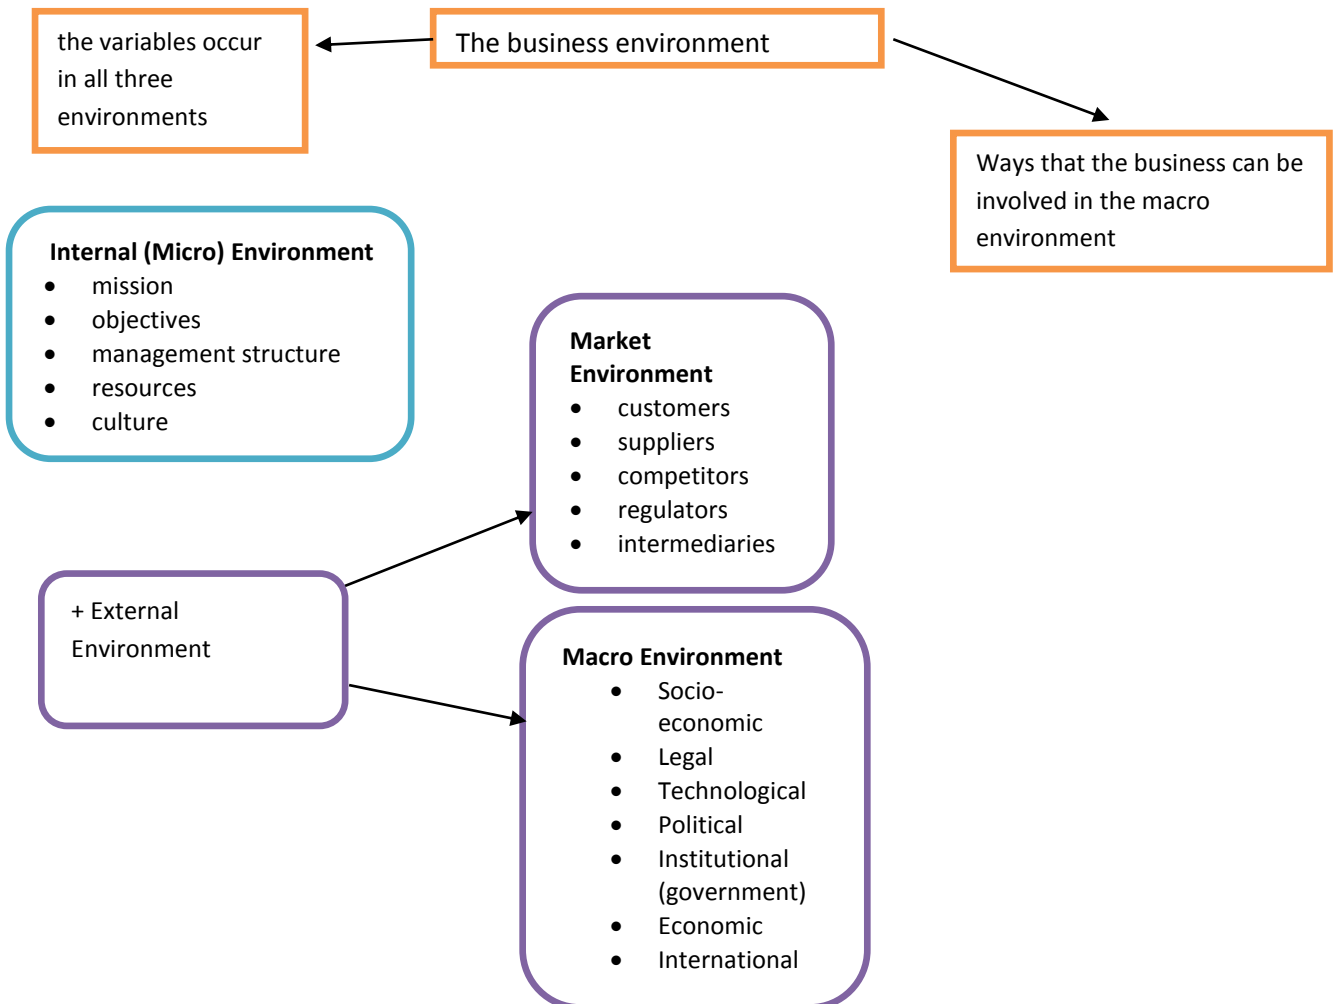 the variables occur
in all three
environments
The business environment
Ways that the business can be
involved in the macro
environment
Internal (Micro) Environment
• mission
• objectives
• management structure
• resources
• culture
Market
Environment
• customers
• suppliers
• competitors
• regulators
• intermediaries
+ External
Environment
Macro Environment
• Socio-
economic
• Legal
• Technological
• Political
• Institutional
(government)
• Economic
• International